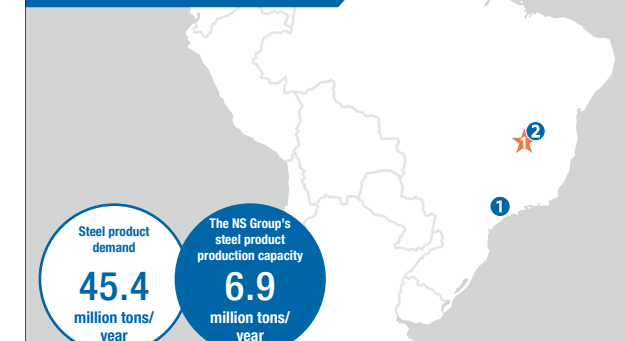 1
2
1
Steel product
demand
45.4
million tons/
year
The NS Group's
steel product
production capacity
6.9
million tons/
year